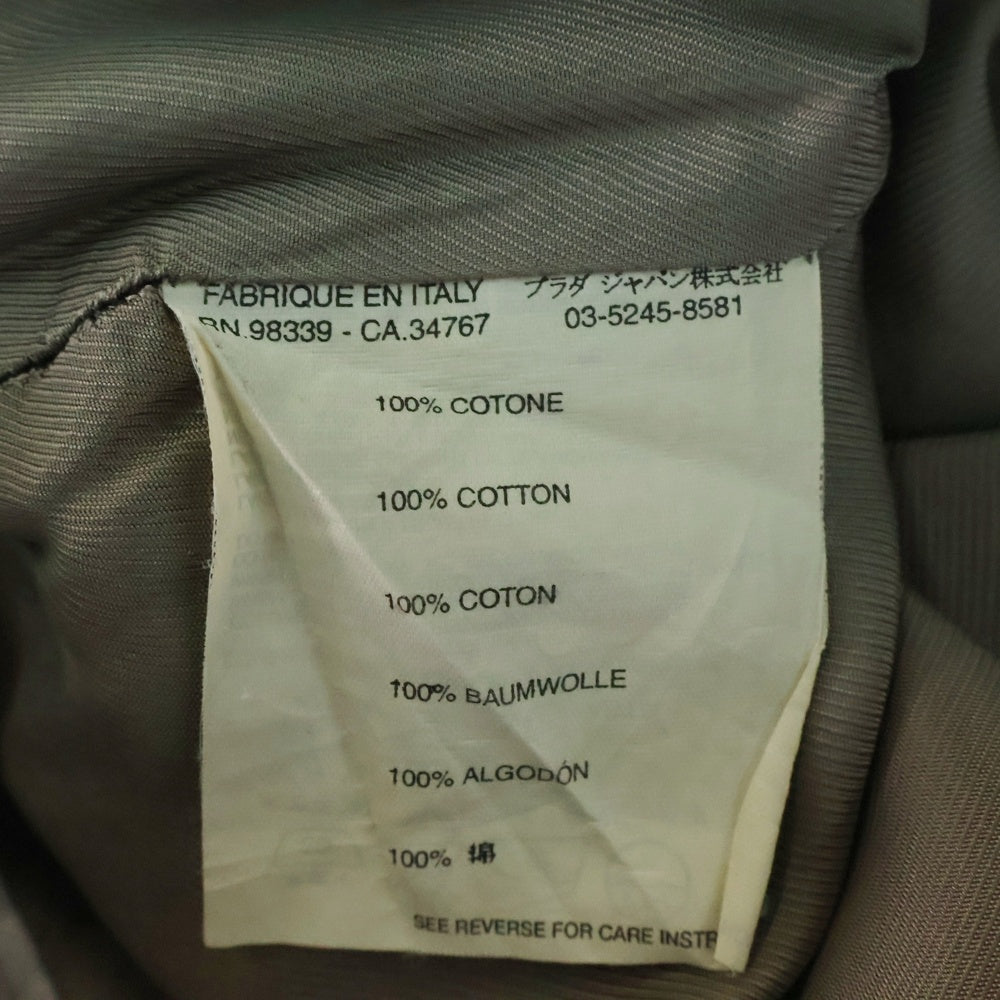 FABRIQUE EN ITALY
RN.98339 - CA.34767
プラダ ジャパン株式会社
03-5245-8581
100% COTONE
100% COTTON
100% COTON
100% BAUMWOLLE
100% ALGODÓN
100% 綿
SEE REVERSE FOR CARE INSTR